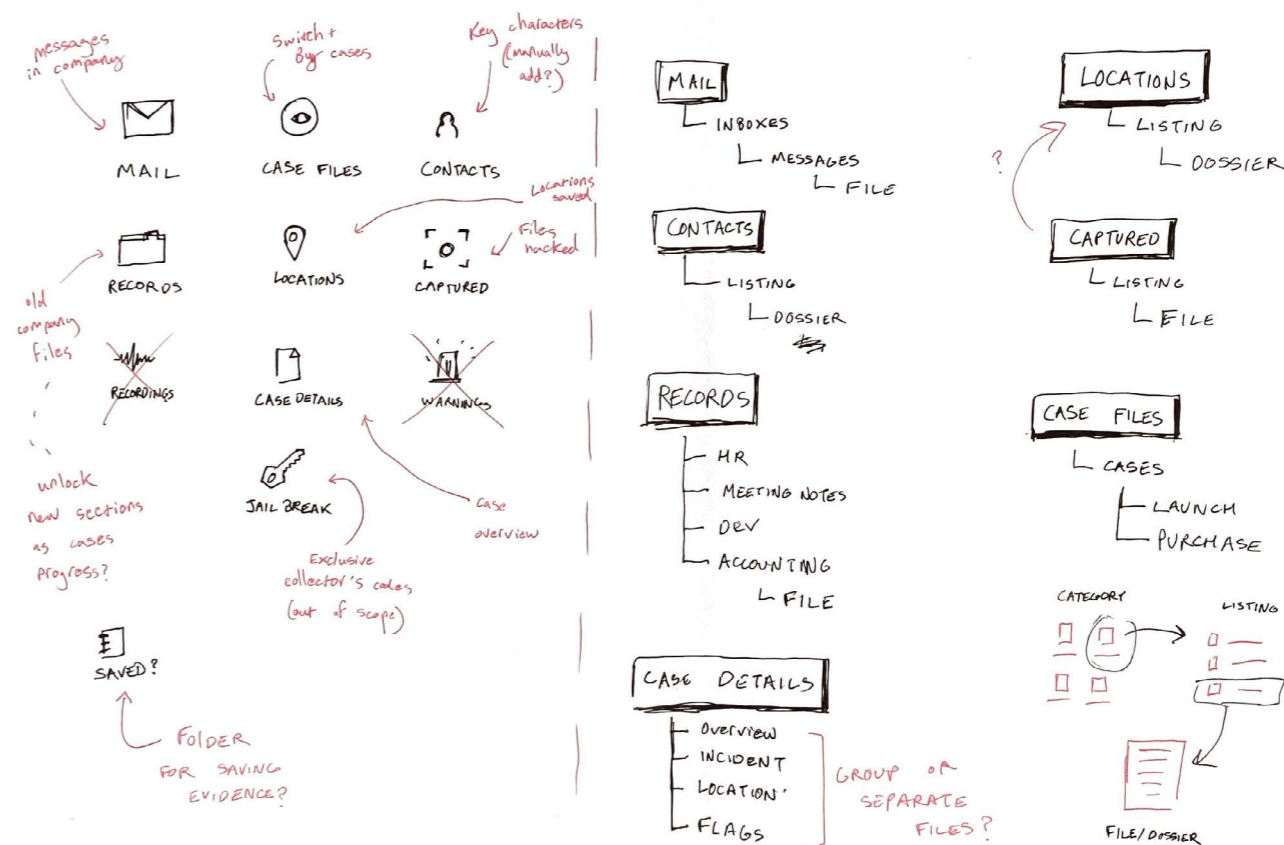 messages
in company
Switch +
Buy cases
Key characters
(manually
add?)
MAIL
CASE FILES
CONTACTS
Locations
saved
Files
hacked
RECORDS
LOCATIONS
CAPTURED
old
company
files
RECORDINGS
CASE DETAILS
WARNINGS
unlock
new sections
as cases
progress?
JAIL BREAK
case
overview
Exclusive
collector's codes
(out of scope)
SAVED?
FOLDER
FOR SAVING
EVIDENCE?
MAIL
INBOXES
MESSAGES
FILE
CONTACTS
LISTING
DOSSIER
RECORDS
HR
MEETING NOTES
DEV
ACCOUNTING
FILE
CASE DETAILS
OVERVIEW
INCIDENT
LOCATION
FLAGS
GROUP OR
SEPARATE
FILES?
LOCATIONS
LISTING
DOSSIER
?
CAPTURED
LISTING
FILE
CASE FILES
CASES
LAUNCH
PURCHASE
CATEGORY
LISTING
FILE/DOSSIER